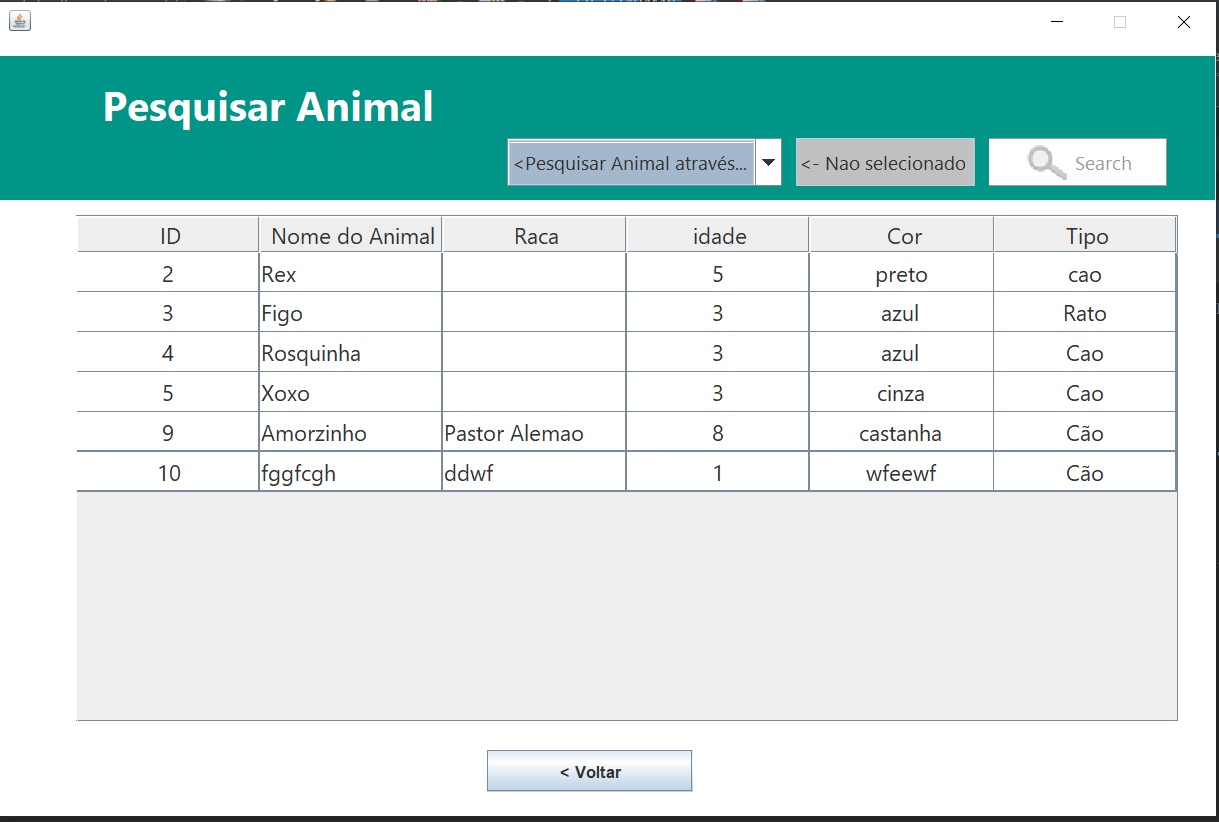 Pesquisar Animal
<Pesquisar Animal através... <- Nao selecionado Search
ID Nome do Animal Raca idade Cor Tipo
2 Rex 5 preto cao
3 Figo 3 azul Rato
4 Rosquinha 3 azul Cao
5 Xoxo 3 cinza Cao
9 Amorzinho Pastor Alemao 8 castanha Cão
10 fggfcgh ddwf 1 wfeewf Cão
< Voltar